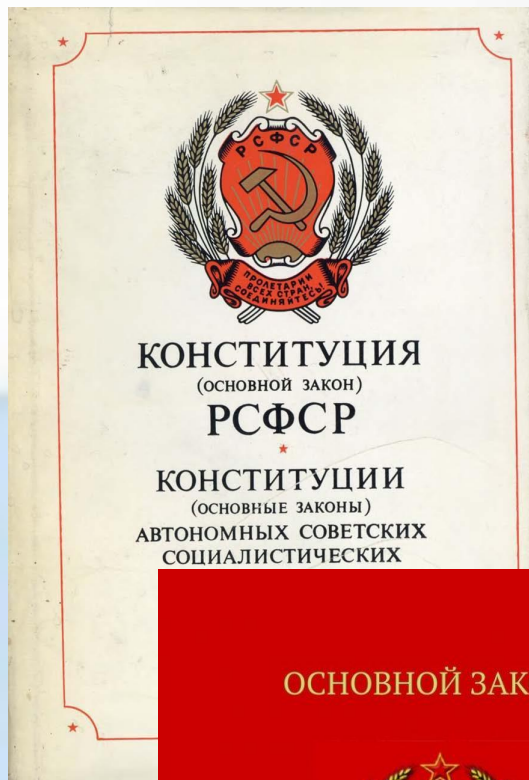 РСФСР
ПРОЛЕТАРИИ
ВСЕХ СТРАН,
СОЕДИНЯЙТЕСЬ!
КОНСТИТУЦИЯ
(ОСНОВНОЙ ЗАКОН)
РСФСР
КОНСТИТУЦИИ
(ОСНОВНЫЕ ЗАКОНЫ)
АВТОНОМНЫХ СОВЕТСКИХ
СОЦИАЛИСТИЧЕСКИХ
ОСНОВНОЙ ЗАК